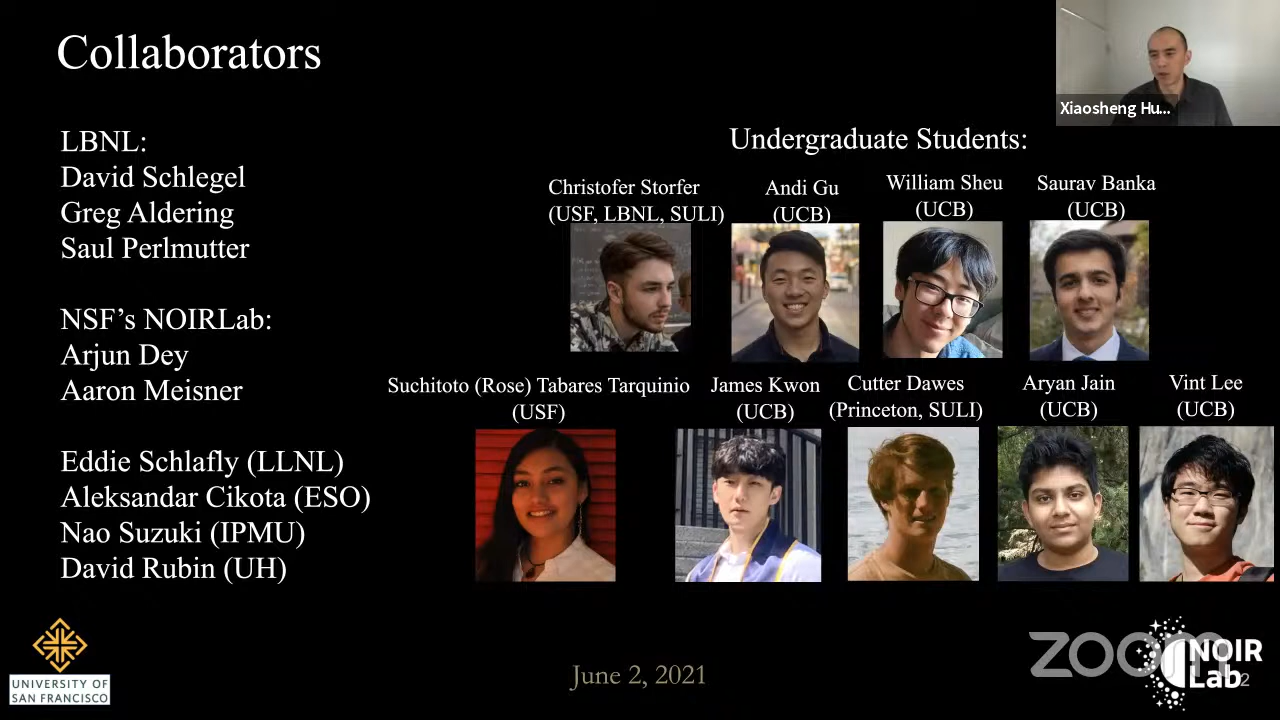 Collaborators
Xiaosheng Hu...
LBNL:
David Schlegel
Greg Aldering
Saul Perlmutter
NSF's NOIRLab:
Arjun Dey
Aaron Meisner
Eddie Schlafly (LLNL)
Aleksandar Cikota (ESO)
Nao Suzuki (IPMU)
David Rubin (UH)
Undergraduate Students:
Christofer Storfer
(USF, LBNL, SULI)
Andi Gu
(UCB)
William Sheu
(UCB)
Saurav Banka
(UCB)
Suchitoto (Rose) Tabares Tarquinio
(USF)
James Kwon
(UCB)
Cutter Dawes
(Princeton, SULI)
Aryan Jain
(UCB)
Vint Lee
(UCB)
UNIVERSITY OF
SAN FRANCISCO
June 2, 2021
zoom
NOIR
Lab
2